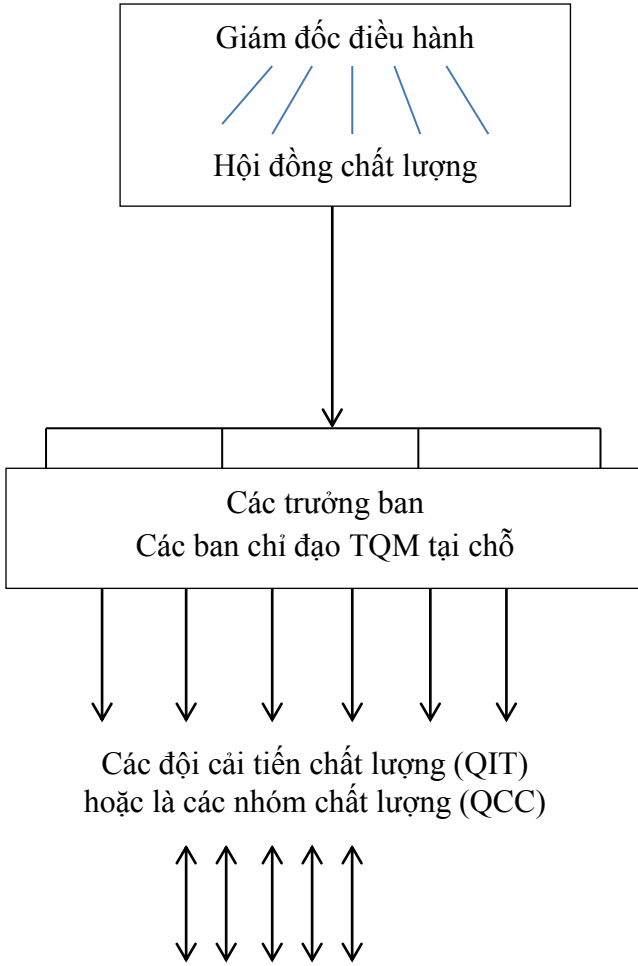 Giám đốc điều hành
Hội đồng chất lượng
Các trưởng ban
Các ban chỉ đạo TQM tại chỗ
Các đội cải tiến chất lượng (QIT)
hoặc là các nhóm chất lượng (QCC)